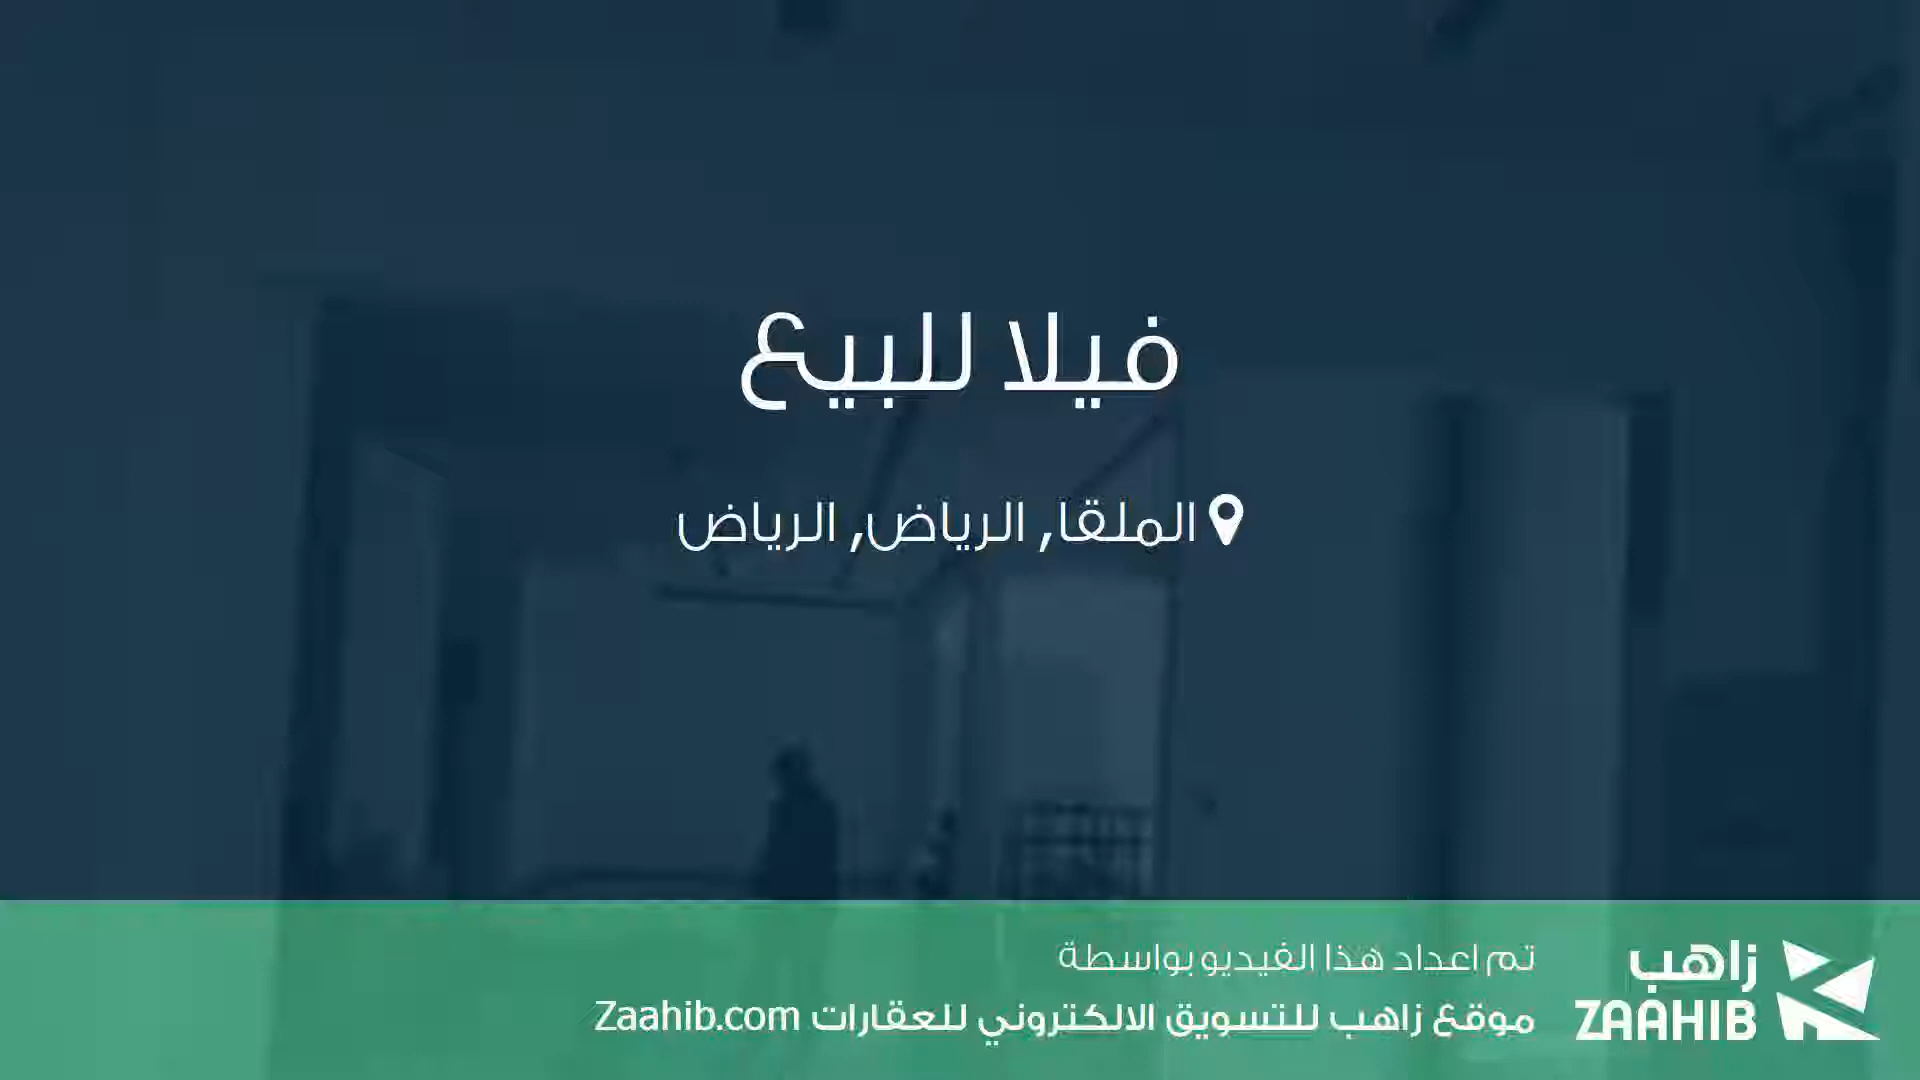 فيلا للبيع
الملقا, الرياض, الرياض
تم اعداد هذا الفيديو بواسطة
موقع زاهب للتسويق الالكتروني للعقارات Zaahib.com
زاهب
ZAAHIB